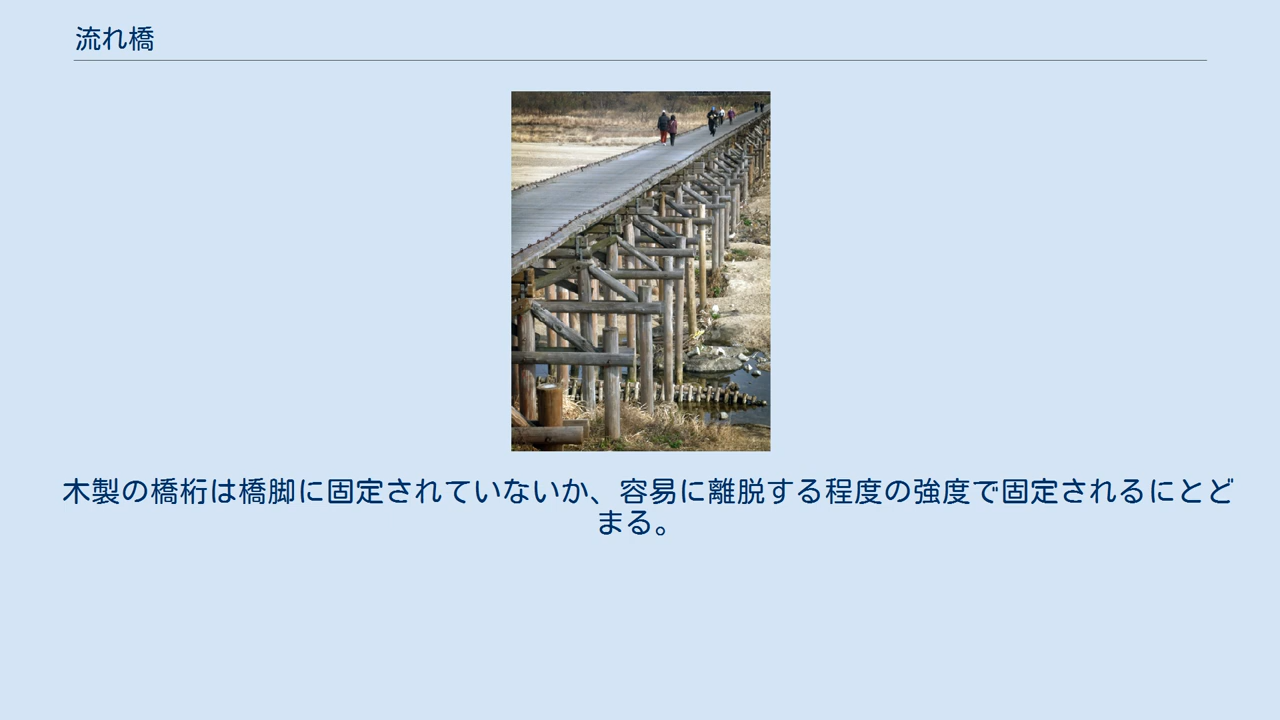 流れ橋
木製の橋桁は橋脚に固定されていないか、容易に離脱する程度の強度で固定されるにとど
まる。